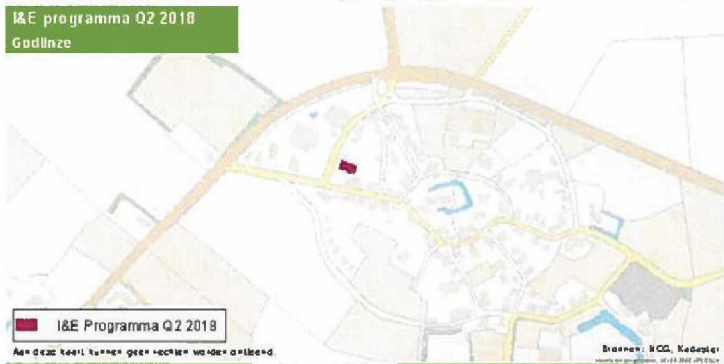 I&E programma Q2 2018
Godlinze
I&E Programma Q2 2018
Aan deze kaart kunnen geen rechten worden ontleend.
Bronnen: NCG, Kadaster